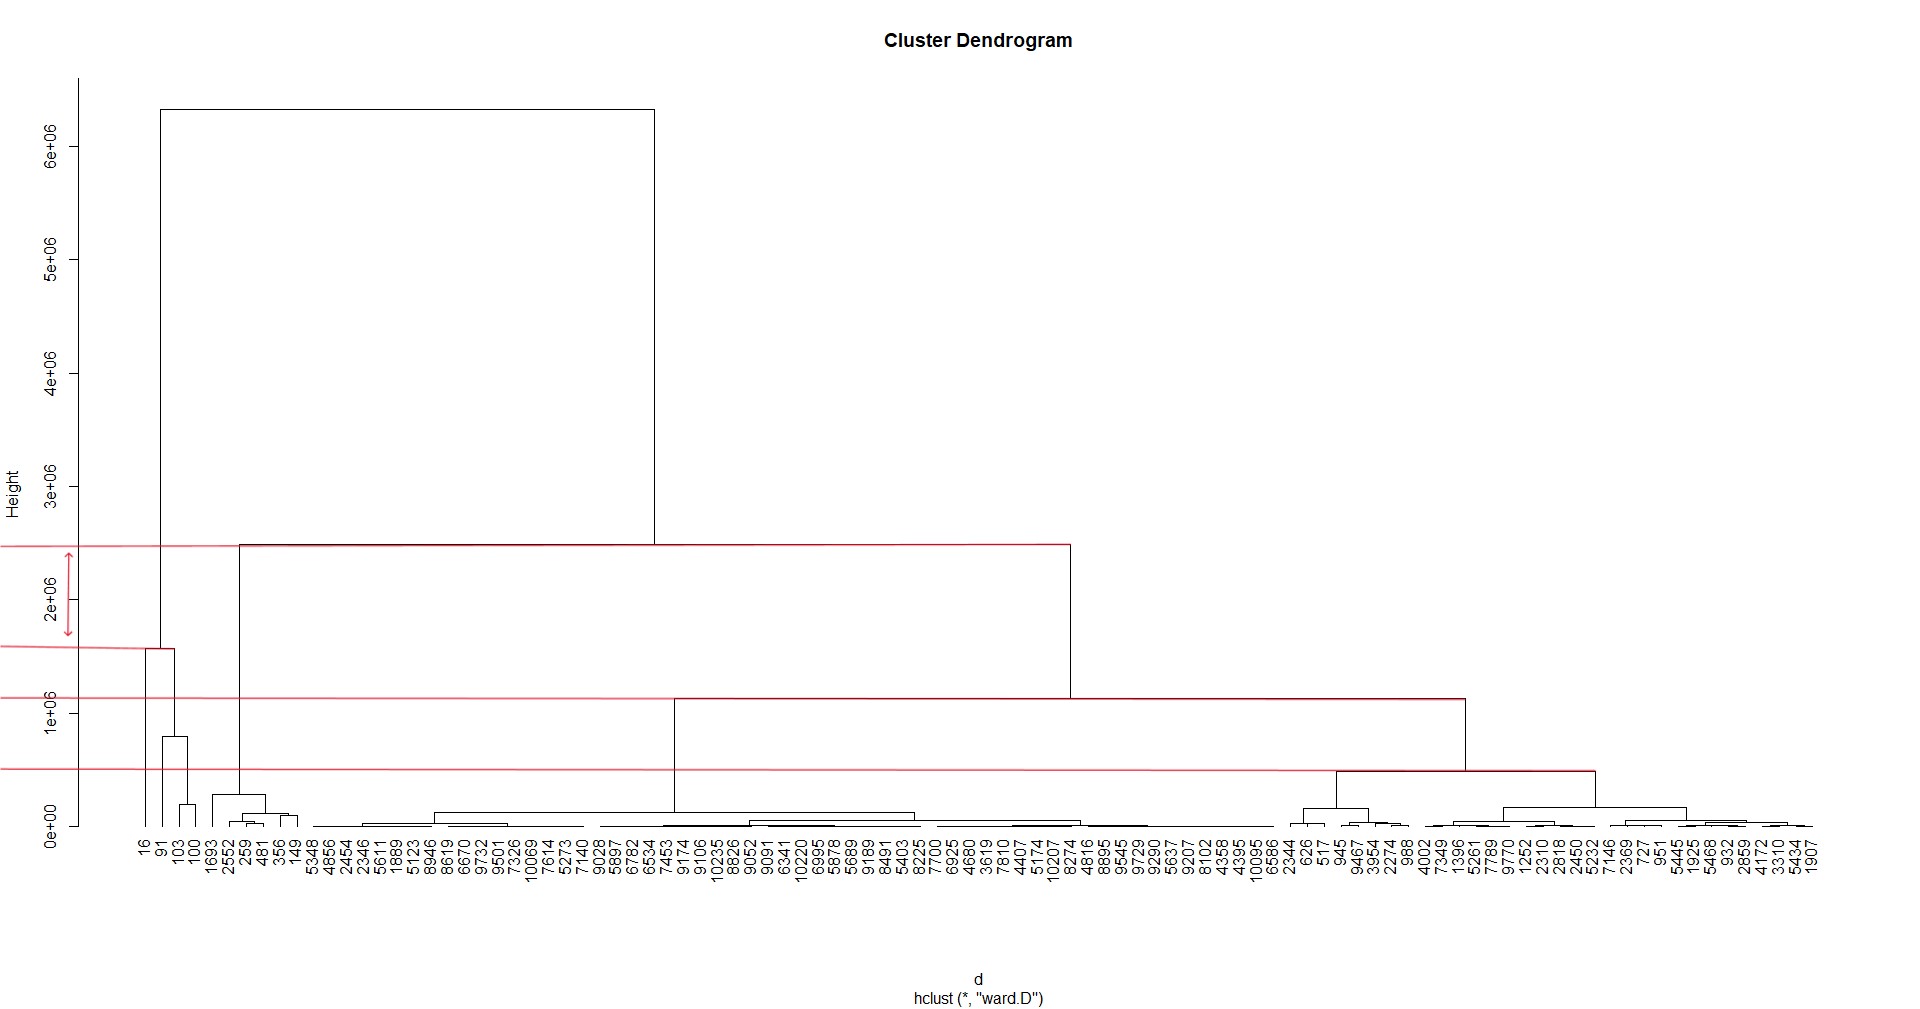 Cluster Dendrogram
Height
6e+06
5e+06
4e+06
3e+06
2e+06
1e+06
0e+00
16 91 103 100 1693 2552 259 481 356 149 5348 4856 2454 2346 5611 1889 5123 8946 8619 6670 9732 9501 7326 10069 7614 5273 7140 9028 5897 6782 6534 7453 9174 9106 10235 8826 9052 9091 6341 10220 6995 5878 5689 9189 8491 5403 8225 7700 6925 4680 3619 7810 4407 5174 10207 8274 4816 8895 9545 9729 9290 5637 9207 8102 4358 4395 10095 6586 2344 626 517 945 9467 3954 2274 988 4002 7349 1396 5261 7789 9770 1252 2310 2818 2450 5232 7146 2369 727 951 5445 1925 5468 932 2859 4172 3310 5434 1907
d
hclust (*, "ward.D")